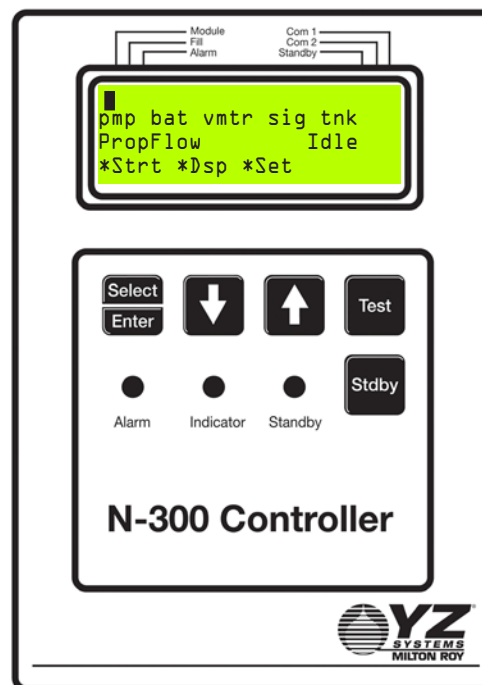 Module Com 1
Fill Com 2
Alarm Standby
pmp bat vmtr sig tnk
PropFlow Idle
*Strt *Dsp *Set
Select
Enter
Test
Stdby
Alarm Indicator Standby
N-300 Controller
YZ
SYSTEMS
MILTON ROY